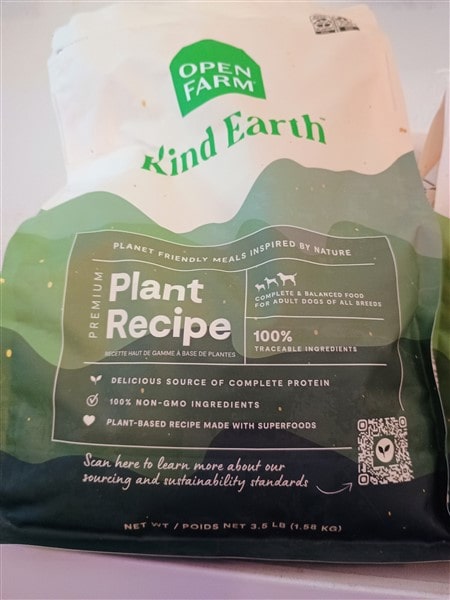 OPEN
FARM
Kind Earth™
PLANET FRIENDLY MEALS INSPIRED BY NATURE
PREMIUM
Plant
Recipe
RECETTE HAUT DE GAMME À BASE DE PLANTES
COMPLETE & BALANCED FOOD
FOR ADULT DOGS OF ALL BREEDS
100%
TRACEABLE INGREDIENTS
DELICIOUS SOURCE OF COMPLETE PROTEIN
100% NON-GMO INGREDIENTS
PLANT-BASED RECIPE MADE WITH SUPERFOODS
Scan here to learn more about our
sourcing and sustainability standards
NET WT / POIDS NET 3.5 LB (1.58 KG)